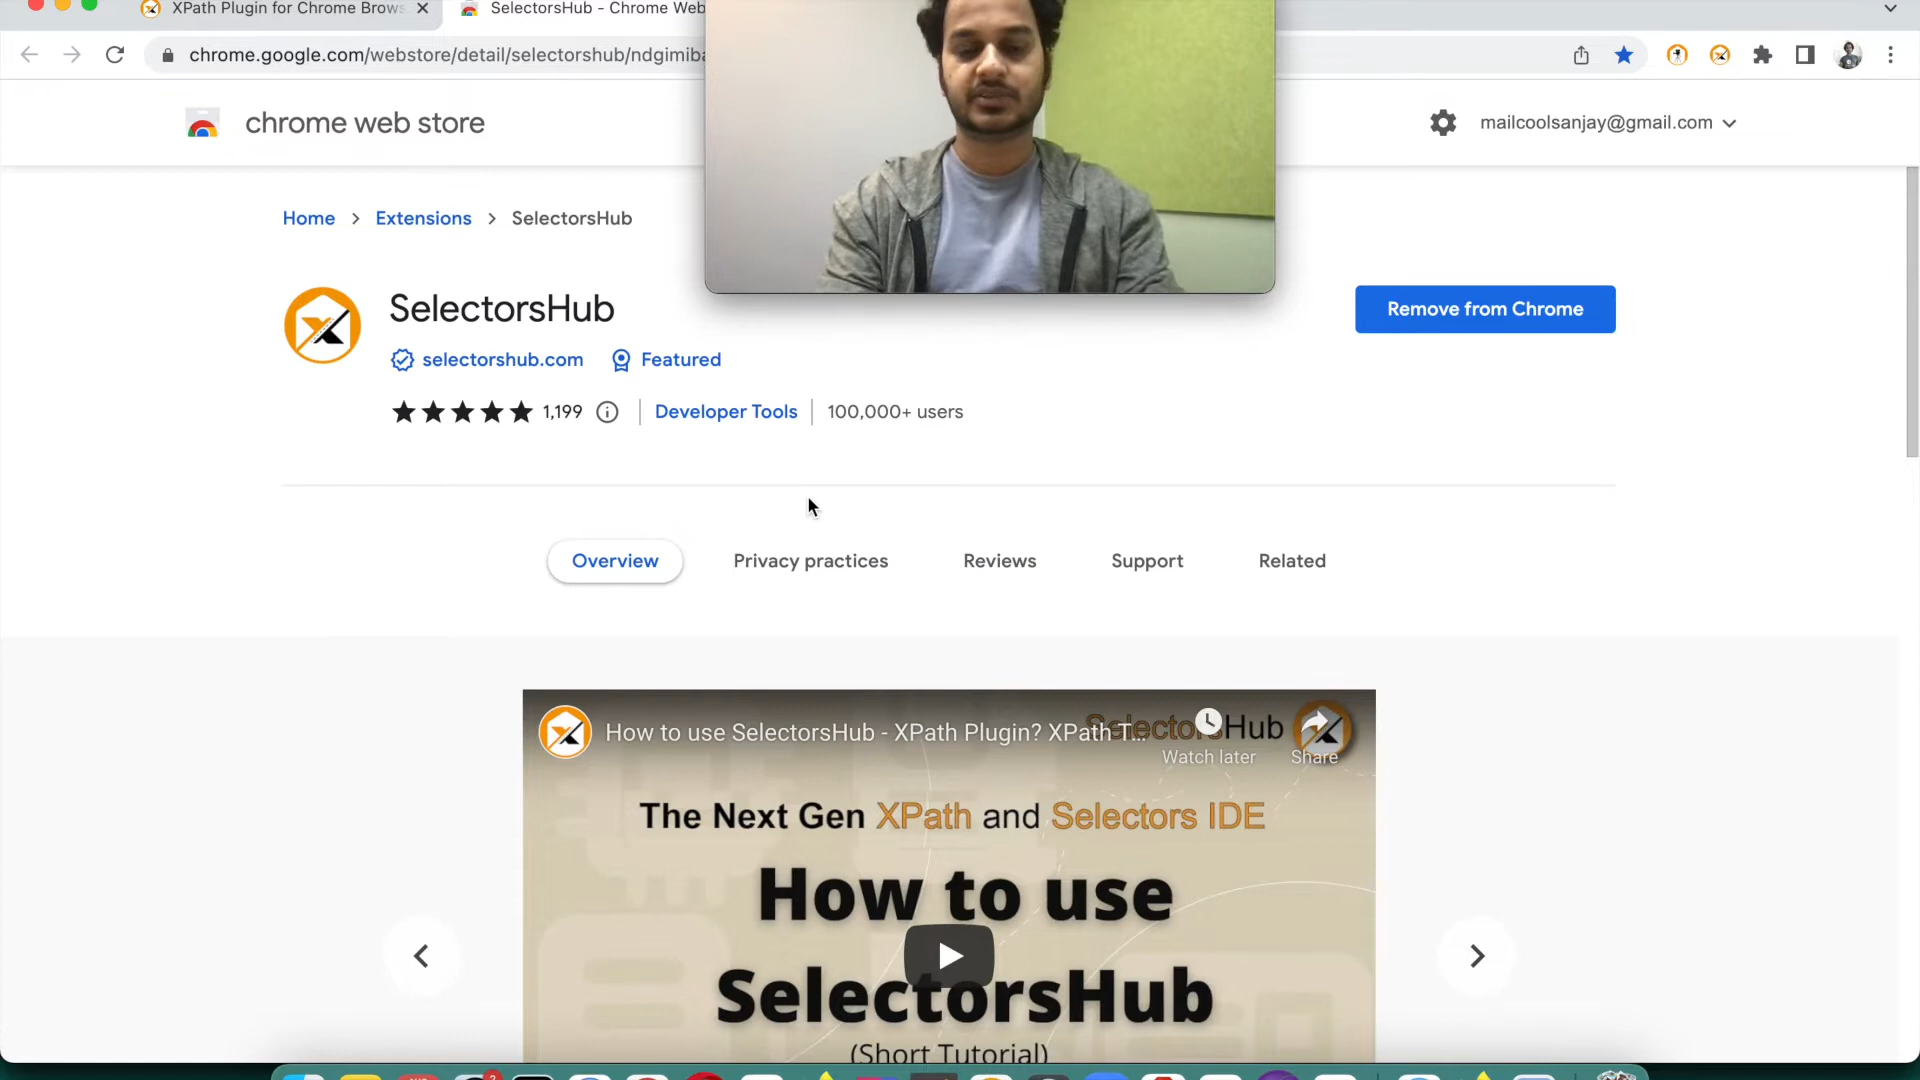 XPath Plugin for Chrome Brows
SelectorsHub - Chrome Web
chrome.google.com/webstore/detail/selectorshub/ndgimiba
chrome web store
mailcoolsanjay@gmail.com
Home > Extensions > SelectorsHub
SelectorsHub
Remove from Chrome
selectorshub.com
Featured
1,199
Developer Tools
100,000+ users
Overview
Privacy practices
Reviews
Support
Related
How to use SelectorsHub - XPath Plugin? XPath T...
SelectorsHub
Watch later
Share
The Next Gen XPath and Selectors IDE
How to use
SelectorsHub
(Short Tutorial)
2